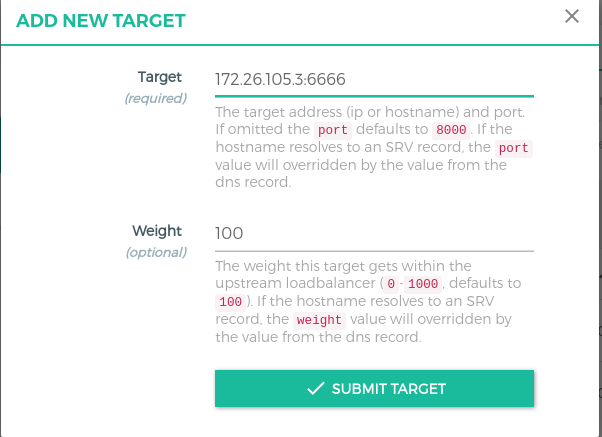 ADD NEW TARGET
Target
(required)
172.26.105.3:6666
The target address (ip or hostname) and port.
If omitted the port defaults to 8000. If the
hostname resolves to an SRV record, the port
value will overridden by the value from the
dns record.
Weight
(optional)
100
The weight this target gets within the
upstream loadbalancer (0-1000, defaults to
100). If the hostname resolves to an SRV
record, the weight value will overridden by
the value from the dns record.
SUBMIT TARGET